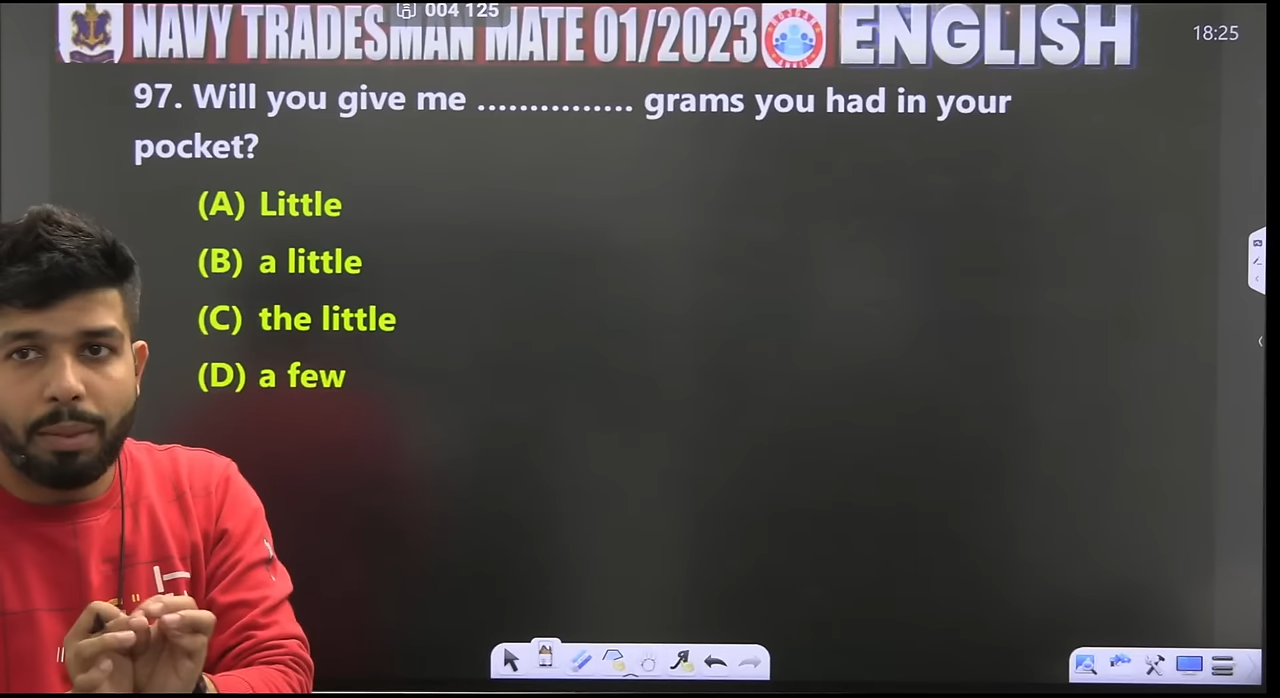 004 125
NAVY TRADESMAN MATE 01/2023 ENGLISH
18:25
97. Will you give me ............... grams you had in your
pocket?
(A) Little
(B) a little
(C) the little
(D) a few